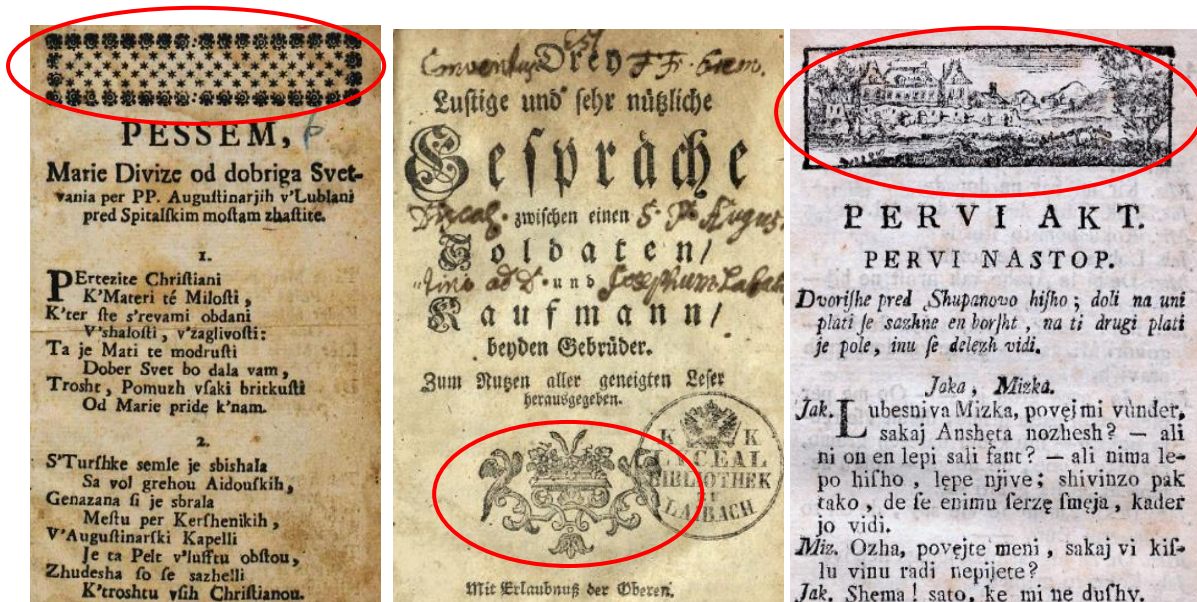 PESSEM,
Marie Divize od dobriga Svet-
vania per PP. Auguſtinarjih v'Lublani
pred Spitalſkim moſtam zhaſtite.
1.
PErtezite Chriſtiani
K'Materi té Miloſti,
K'ter ſte s'revami obdani
V'shaloſti, v'zaglivoſti:
Ta je Mati te modruſti
Dober Svet bo dala vam,
Trosht, Pomuzh vſaki britkuſti
Od Marie pride k'nam.
2.
S'Turſhke semle je sbishala
Sa vol grehou Aidouſkih,
Genazana ſi je sbrala
Meſtu per Kerſhenikih,
V'Auguſtinarſki Kapelli
Je ta Pelt v'luſftu obſtou,
Zhudesha ſo ſe sazhelli
K'troshtu vſih Chriſtianou.
Drey
Luſtige und ſehr nützliche
Geſpräche
zwiſchen einen
Soldaten/
und
Kaufmann/
beyden Gebrüder.
Zum Nutzen aller geneigten Leſer
herausgegeben.
K K
LYCEAL
BIBLIOTHEK
ZU
LAIBACH
Mit Erlaubnuß der Oberen.
PERVI AKT.
PERVI NASTOP.
Dvoriſhe pred Shupanovo hiſho; doli na uni
plati ſe sazhne en borſht, na ti drugi plati
je pole, inu ſe delezh vidi.
Jaka, Mizka.
Jak. Lubesniva Mizka, povejmi vùnder,
sakaj Anshęta nozhesh? — ali
ni on en lepi sali fant? — ali nima le-
po hiſho, lępe njive; shivinzo pak
tako, de ſe enimu ſerzę ſmęja, kader
jo vidi.
Miz. Ozha, povejte meni, sakaj vi kiſ-
lu vinu radi nepijete?
Jak. Shema! sato, ke mi ne duſhy.